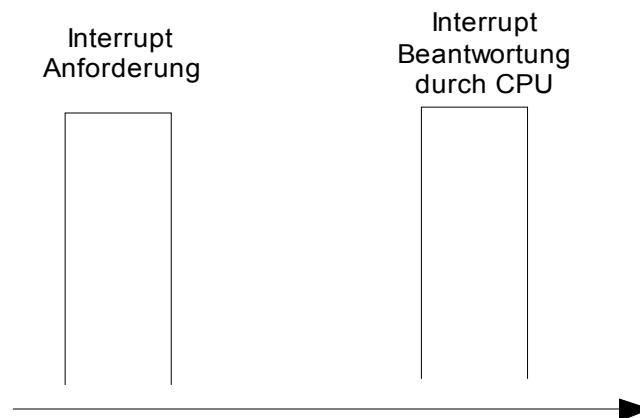 Interrupt
Anforderung
Interrupt
Beantwortung
durch CPU